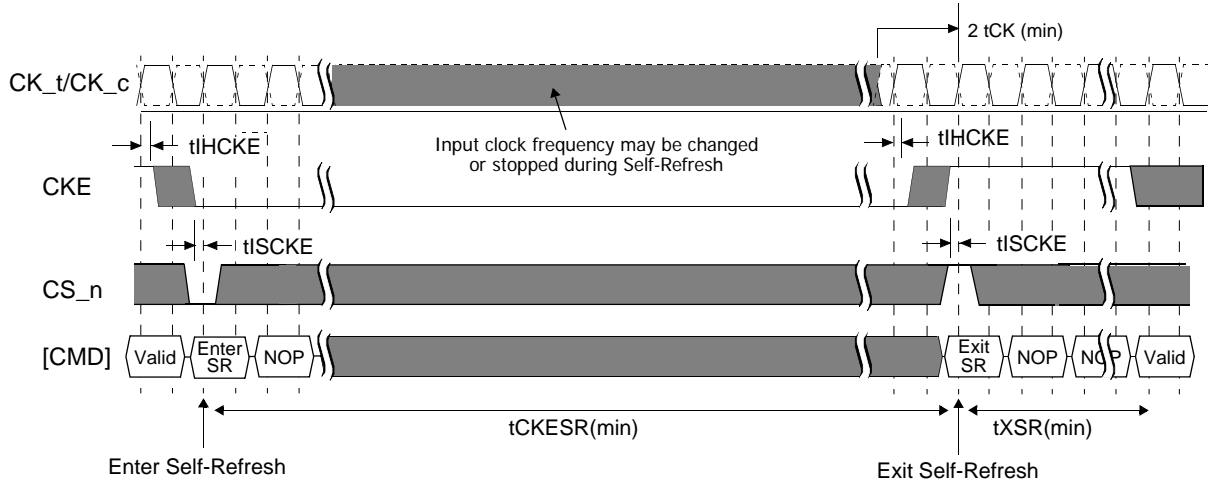 2 tCK (min)
CK_t/CK_c
tIHCKE
Input clock frequency may be changed
or stopped during Self-Refresh
tIHCKE
CKE
tISCKE
tISCKE
CS_n
[CMD]
Valid
Enter
SR
NOP
Exit
SR
NOP
NOP
Valid
tCKESR(min)
tXSR(min)
Enter Self-Refresh
Exit Self-Refresh